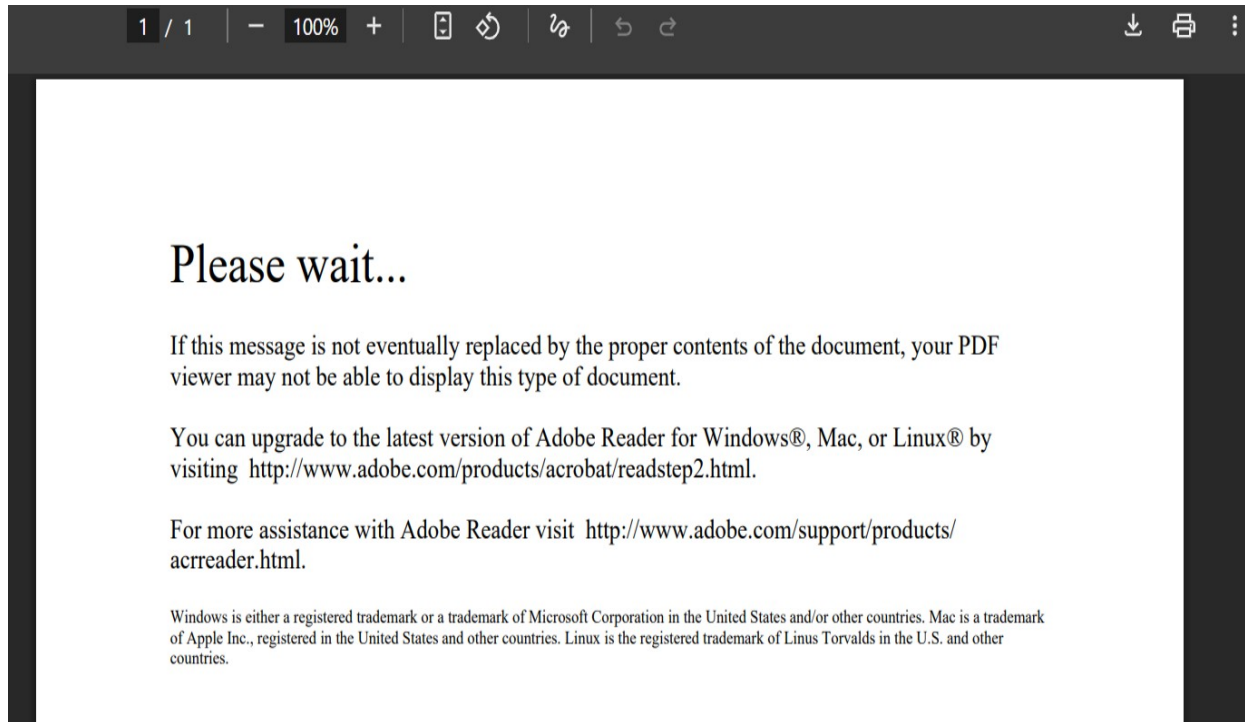 1 / 1
100%
Please wait...
If this message is not eventually replaced by the proper contents of the document, your PDF
viewer may not be able to display this type of document.
You can upgrade to the latest version of Adobe Reader for Windows®, Mac, or Linux® by
visiting  http://www.adobe.com/products/acrobat/readstep2.html.
For more assistance with Adobe Reader visit  http://www.adobe.com/support/products/
acrreader.html.
Windows is either a registered trademark or a trademark of Microsoft Corporation in the United States and/or other countries. Mac is a trademark
of Apple Inc., registered in the United States and other countries. Linux is the registered trademark of Linus Torvalds in the U.S. and other
countries.